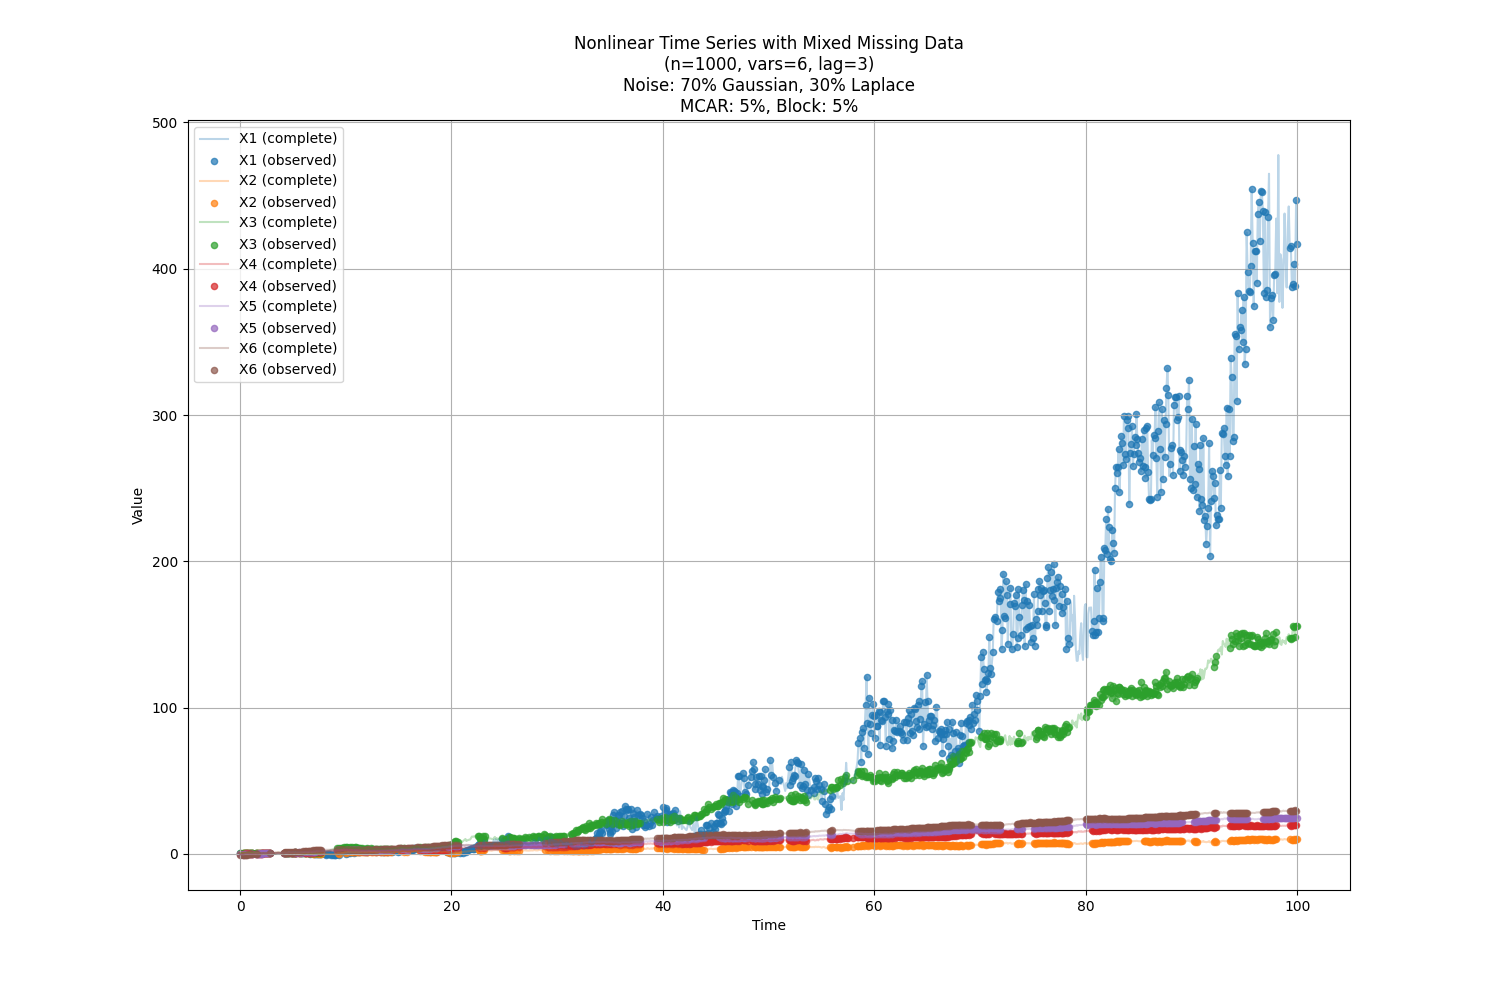 Nonlinear Time Series with Mixed Missing Data
(n=1000, vars=6, lag=3)
Noise: 70% Gaussian, 30% Laplace
MCAR: 5%, Block: 5%
X1 (complete)
X1 (observed)
X2 (complete)
X2 (observed)
X3 (complete)
X3 (observed)
X4 (complete)
X4 (observed)
X5 (complete)
X5 (observed)
X6 (complete)
X6 (observed)
500
400
300
200
100
0
Value
0 20 40 60 80 100
Time